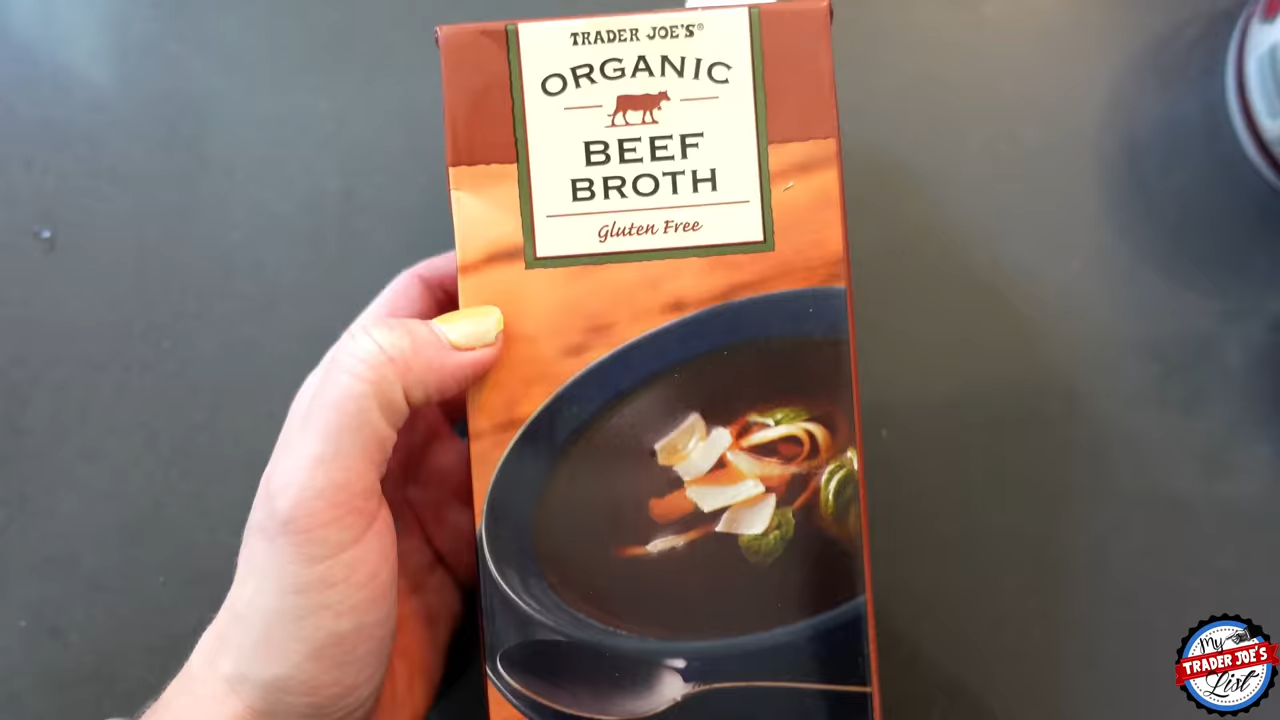 TRADER JOE'S®
ORGANIC
BEEF
BROTH
Gluten Free
My
TRADER JOE'S
List